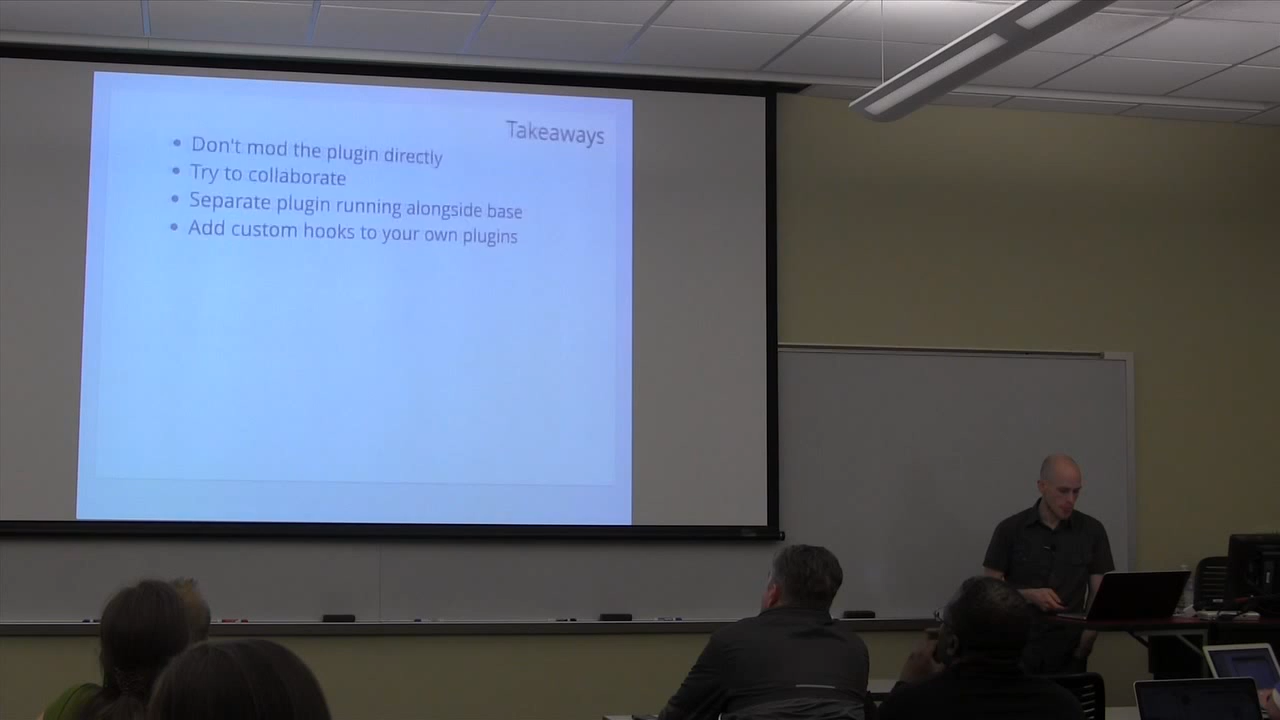 Takeaways
Don't mod the plugin directly
Try to collaborate
Separate plugin running alongside base
Add custom hooks to your own plugins